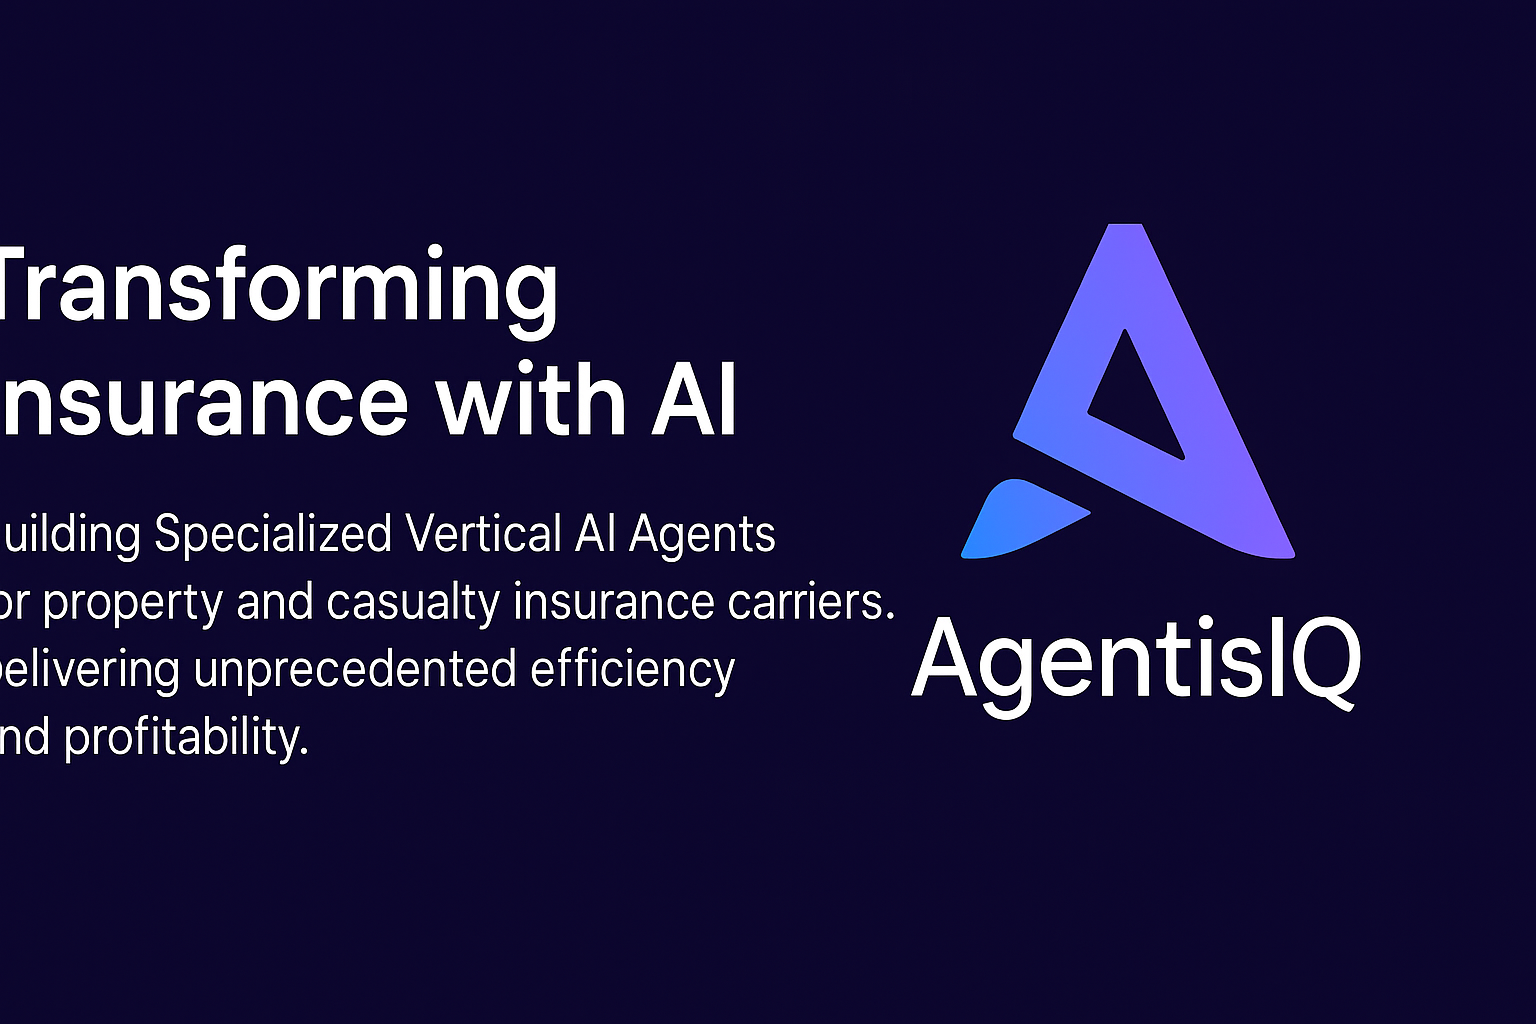 Transforming
nsurance with AI
uilding Specialized Vertical AI Agents
or property and casualty insurance carriers.
Delivering unprecedented efficiency
nd profitability.
AgentisIQ